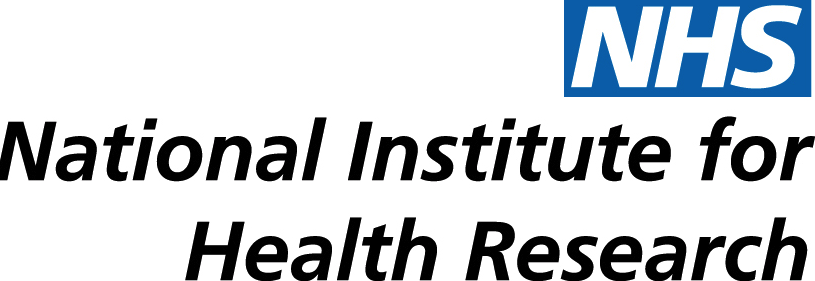 NHS
National Institute for
Health Research